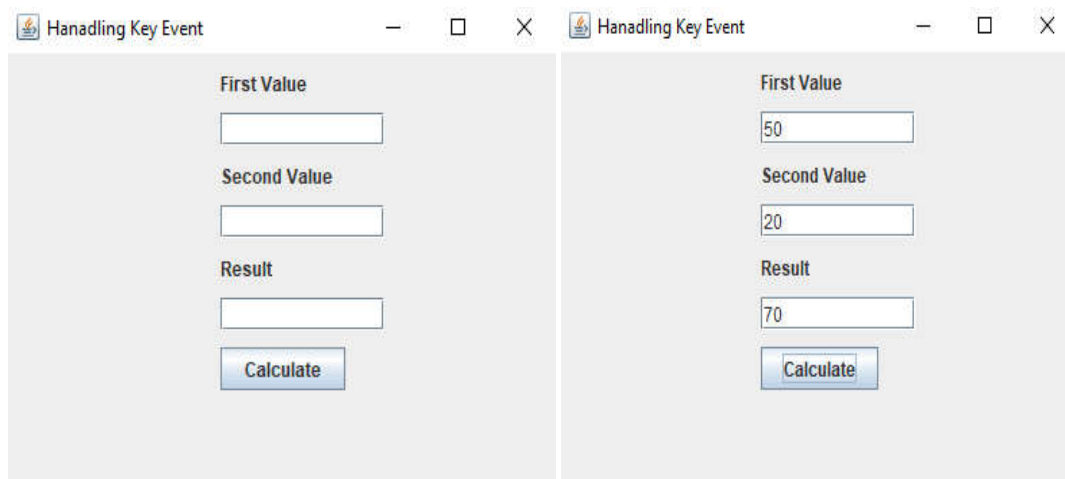 Hanadling Key Event
First Value
Second Value
Result
Calculate
Hanadling Key Event
First Value
50
Second Value
20
Result
70
Calculate